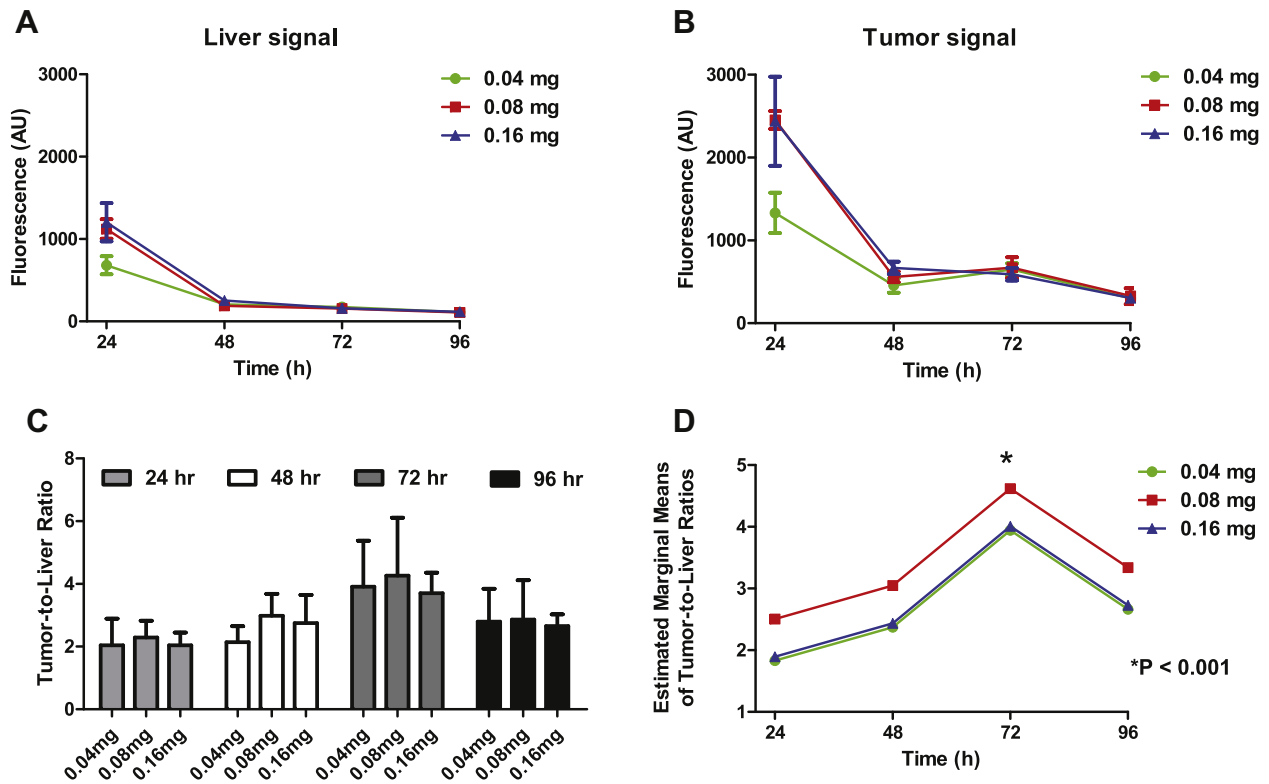 A
Liver signal
Fluorescence (AU)
3000
2000
1000
0
24 48 72 96
Time (h)
0.04 mg
0.08 mg
0.16 mg
B
Tumor signal
Fluorescence (AU)
3000
2000
1000
0
24 48 72 96
Time (h)
0.04 mg
0.08 mg
0.16 mg
C
Tumor-to-Liver Ratio
8
6
4
2
0
24 hr 48 hr 72 hr 96 hr
0.04mg 0.08mg 0.16mg 0.04mg 0.08mg 0.16mg 0.04mg 0.08mg 0.16mg 0.04mg 0.08mg 0.16mg
D
Estimated Marginal Means
of Tumor-to-Liver Ratios
5
4
3
2
1
*
24 48 72 96
Time (h)
0.04 mg
0.08 mg
0.16 mg
*P < 0.001